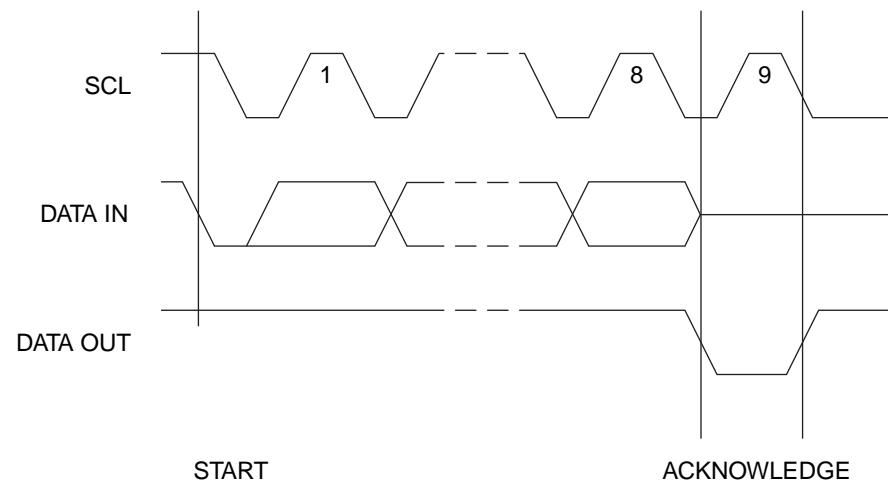 SCL
1
8
9
DATA IN
DATA OUT
START
ACKNOWLEDGE